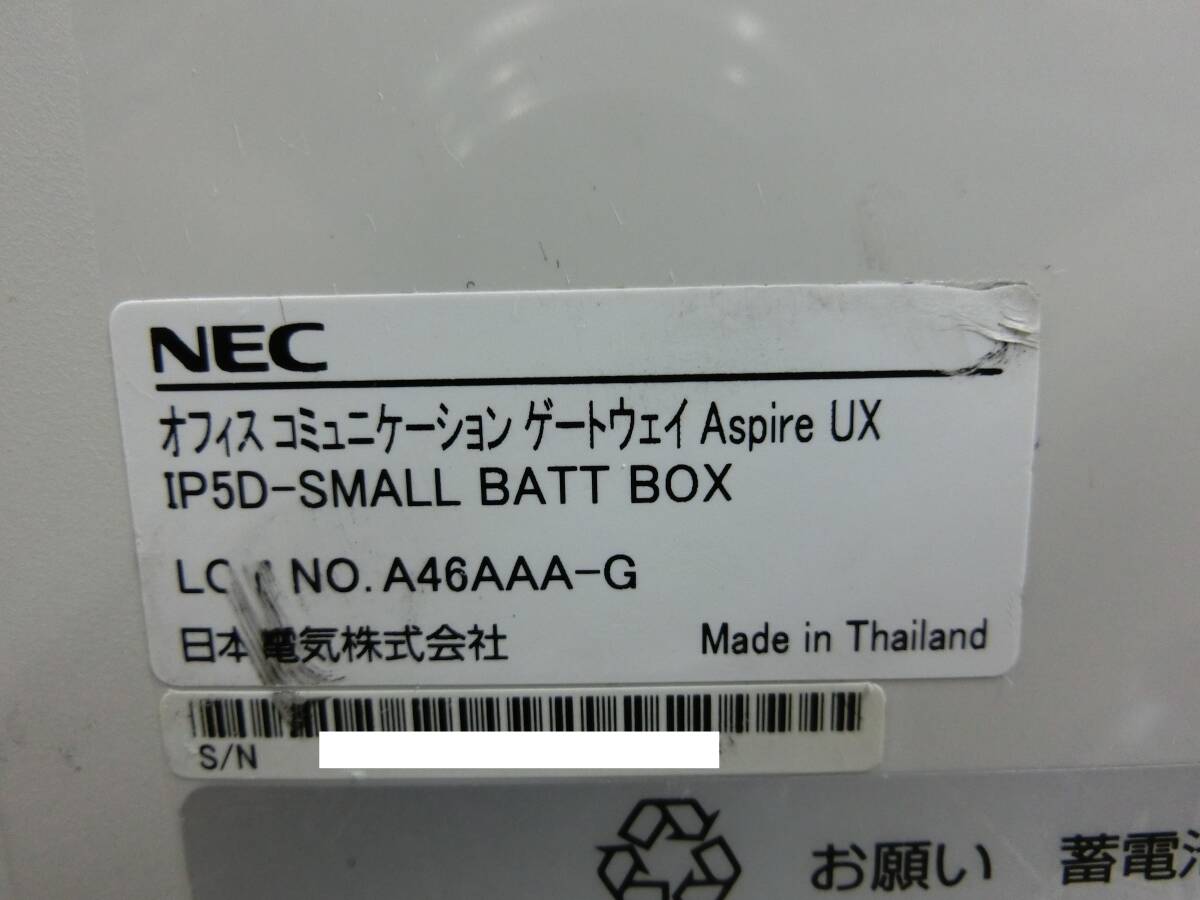 NEC
オフィス コミュニケーション ゲートウェイ Aspire UX
IP5D-SMALL BATT BOX
NO. A46AAA-G
日本電気株式会社 Made in Thailand
S/N
お願い 蓄電池